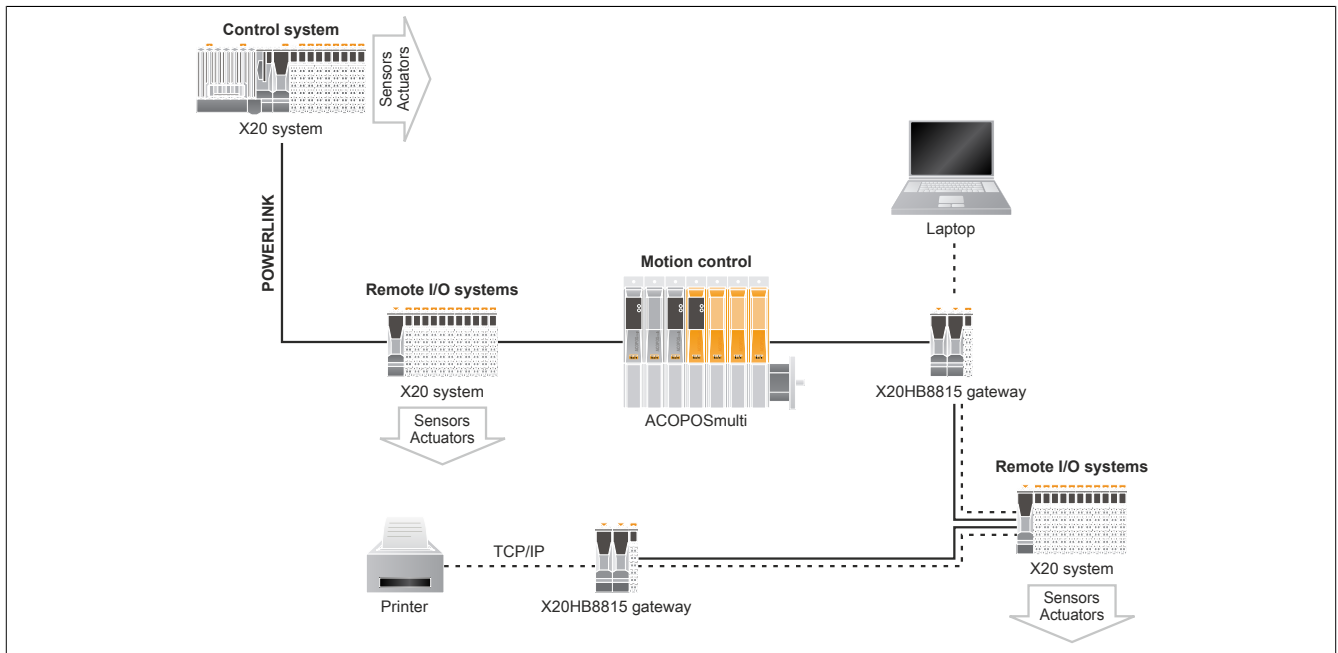 Control system
Sensors
Actuators
X20 system
POWERLINK
Laptop
Motion control
Remote I/O systems
X20 system
ACOPOSmulti
X20HB8815 gateway
Sensors
Actuators
Remote I/O systems
TCP/IP
X20 system
Printer
X20HB8815 gateway
Sensors
Actuators